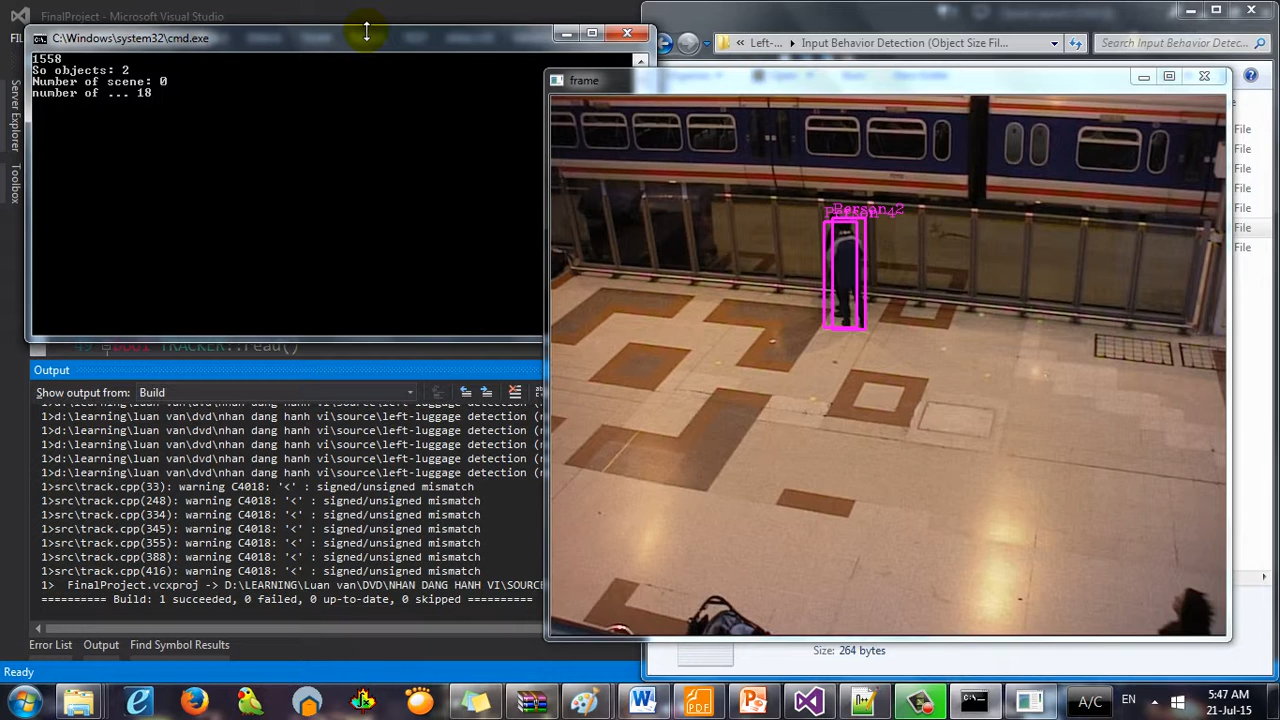 FinalProject - Microsoft Visual Studio
C:\Windows\system32\cmd.exe
1558
So objects: 2
Number of scene: 0
number of ... 18
Server Explorer
Toolbox
Left-...
Input Behavior Detection (Object Size Fil...
Search Input Behavior Detec...
frame
Person 2
File
File
File
File
File
File
49
bool TRACKER::read()
Output
Show output from:
Build
1>d:\learning\luan van\dvd\nhan dang hanh vi\source\left-luggage detection (
1>d:\learning\luan van\dvd\nhan dang hanh vi\source\left-luggage detection (
1>d:\learning\luan van\dvd\nhan dang hanh vi\source\left-luggage detection (
1>d:\learning\luan van\dvd\nhan dang hanh vi\source\left-luggage detection (
1>d:\learning\luan van\dvd\nhan dang hanh vi\source\left-luggage detection (
1>src\track.cpp(33): warning C4018: '<' : signed/unsigned mismatch
1>src\track.cpp(248): warning C4018: '<' : signed/unsigned mismatch
1>src\track.cpp(334): warning C4018: '<' : signed/unsigned mismatch
1>src\track.cpp(345): warning C4018: '<' : signed/unsigned mismatch
1>src\track.cpp(355): warning C4018: '<' : signed/unsigned mismatch
1>src\track.cpp(388): warning C4018: '<' : signed/unsigned mismatch
1>src\track.cpp(416): warning C4018: '<' : signed/unsigned mismatch
1>  FinalProject.vcxproj -> D:\LEARNING\Luan van\DVD\NHAN DANG HANH VI\SOURCE
========== Build: 1 succeeded, 0 failed, 0 up-to-date, 0 skipped ==========
Error List
Output
Find Symbol Results
Size: 264 bytes
Ready
A/C
EN
5:47 AM
21-Jul-15